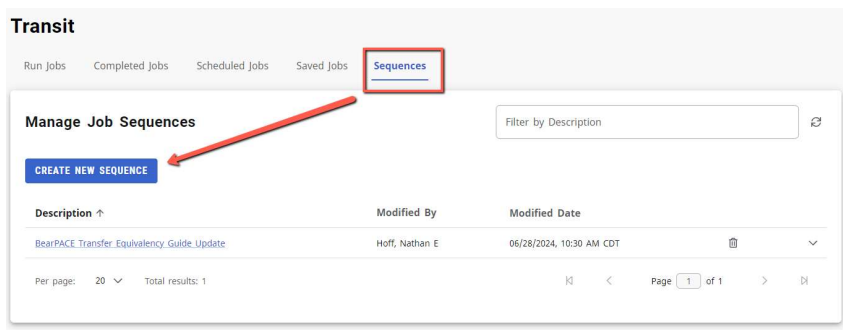 Transit
Run Jobs Completed Jobs Scheduled Jobs Saved Jobs Sequences
Manage Job Sequences
Filter by Description
CREATE NEW SEQUENCE
Description ↑ Modified By Modified Date
BearPACE Transfer Equivalency Guide Update Hoff, Nathan E 06/28/2024, 10:30 AM CDT
Per page: 20 Total results: 1 Page 1 of 1